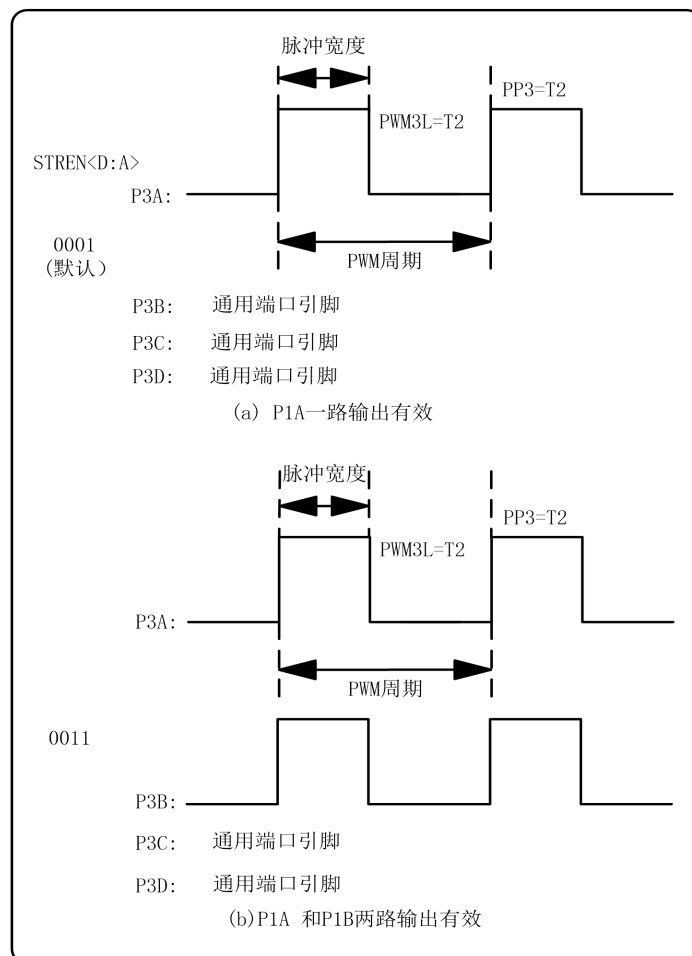 脉冲宽度
PP3=T2
PWM3L=T2
STREN<D:A>
P3A:
0001
(默认)
PWM周期
P3B: 通用端口引脚
P3C: 通用端口引脚
P3D: 通用端口引脚
(a) P1A一路输出有效
脉冲宽度
PP3=T2
PWM3L=T2
P3A:
PWM周期
0011
P3B:
P3C: 通用端口引脚
P3D: 通用端口引脚
(b)P1A 和P1B两路输出有效